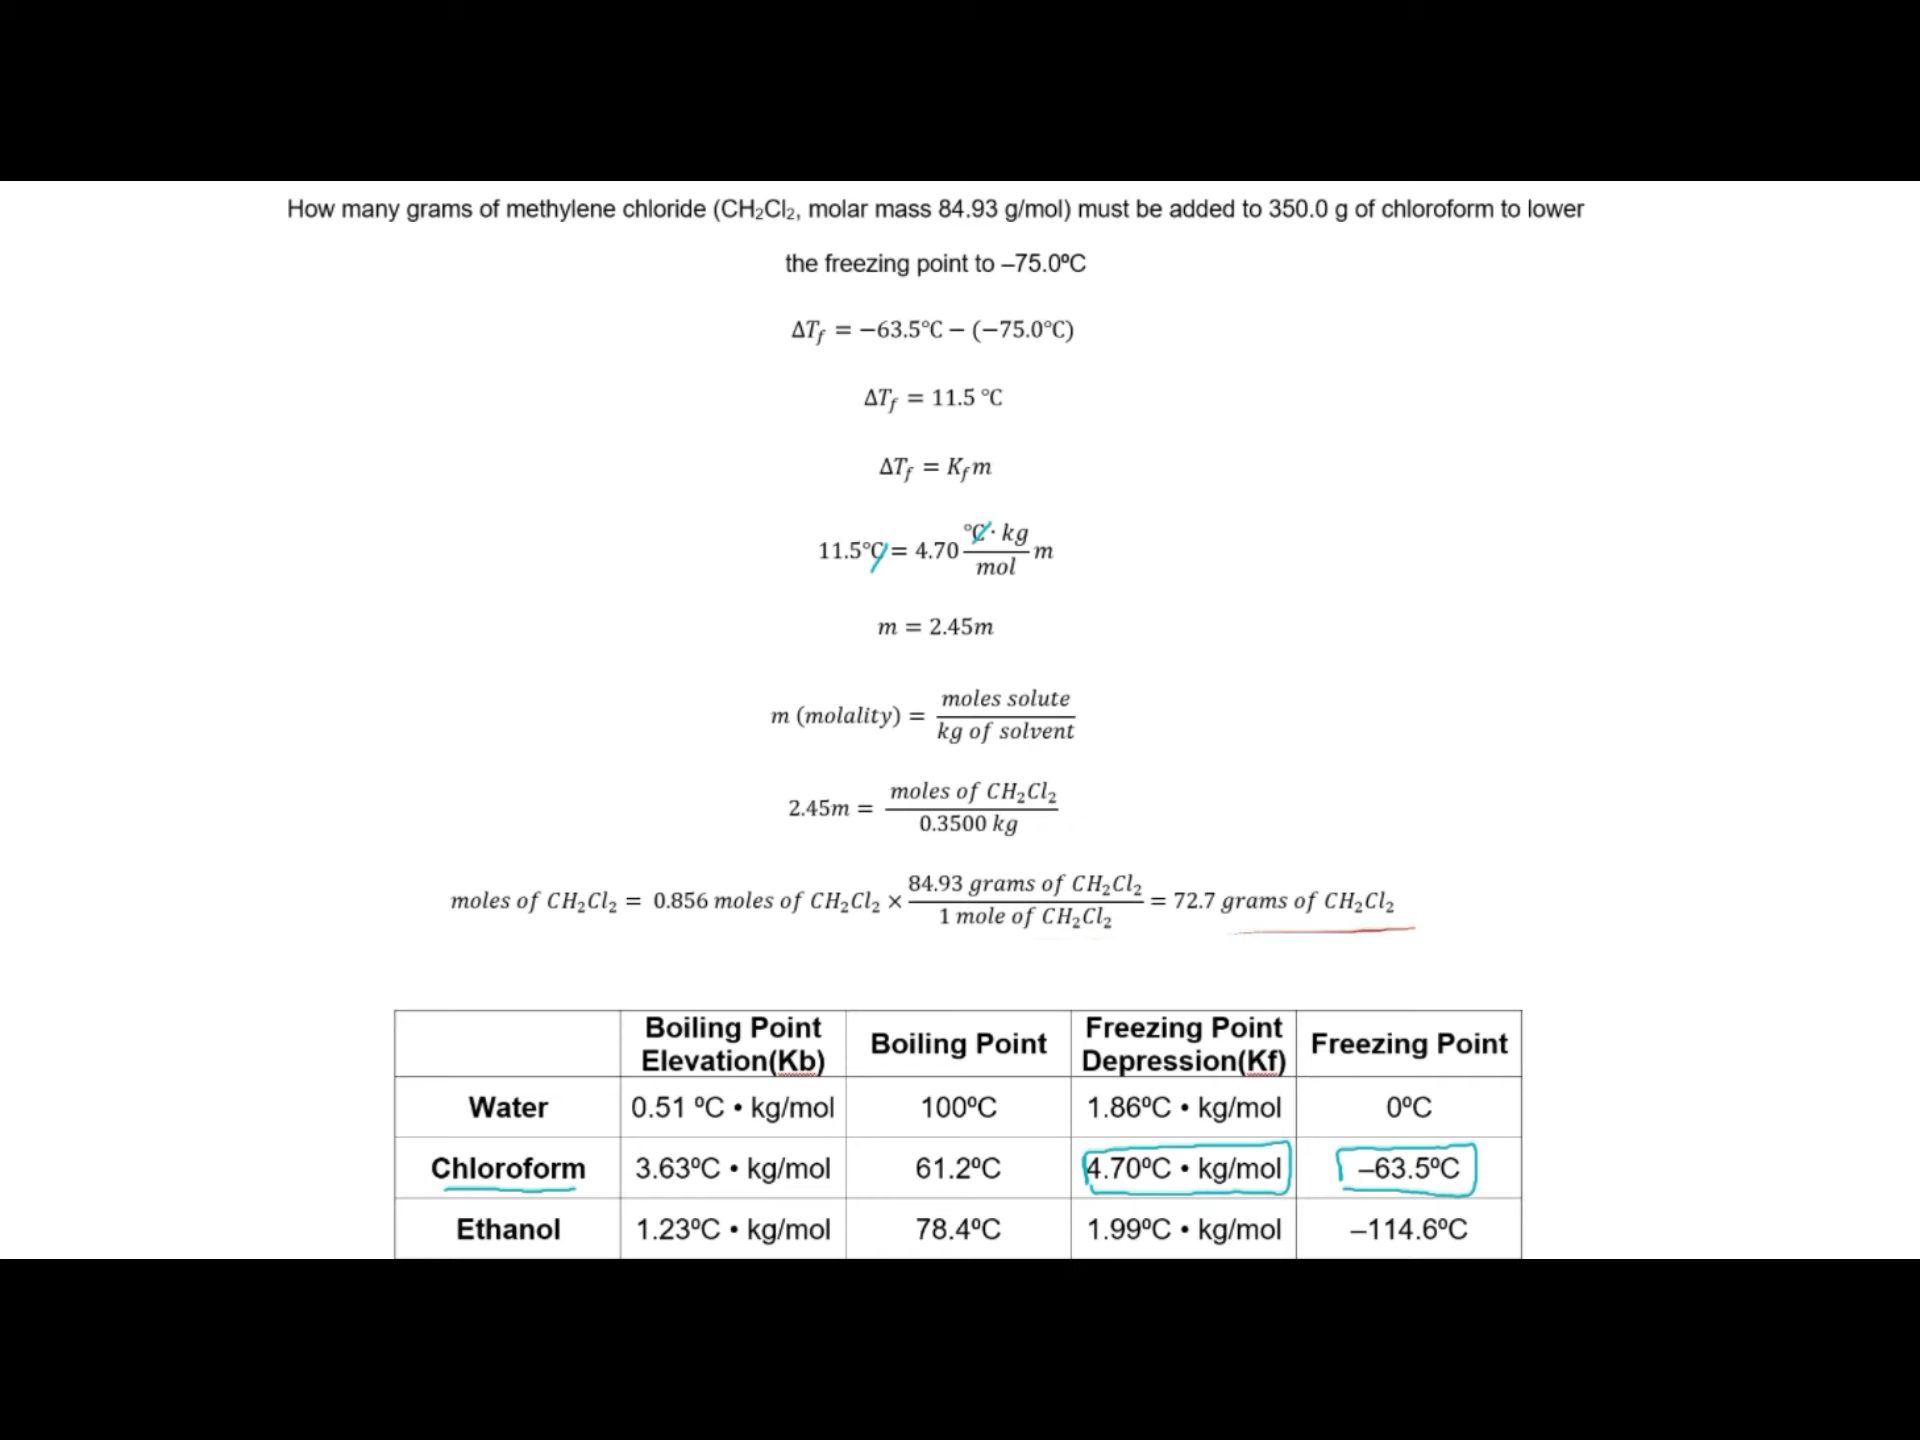 How many grams of methylene chloride (CH₂Cl₂, molar mass 84.93 g/mol) must be added to 350.0 g of chloroform to lower
the freezing point to –75.0ºC
ΔT_f = −63.5℃ − (−75.0℃)
ΔT_f = 11.5 ℃
ΔT_f = K_f m
11.5℃ = 4.70 ℃ · kg / mol m
m = 2.45m
m (molality) = moles solute / kg of solvent
2.45m = moles of CH₂Cl₂ / 0.3500 kg
moles of CH₂Cl₂ = 0.856 moles of CH₂Cl₂ × 84.93 grams of CH₂Cl₂ / 1 mole of CH₂Cl₂ = 72.7 grams of CH₂Cl₂
Boiling Point Elevation(Kb) Boiling Point Freezing Point Depression(Kf) Freezing Point
Water 0.51 ºC • kg/mol 100ºC 1.86ºC • kg/mol 0ºC
Chloroform 3.63ºC • kg/mol 61.2ºC 4.70ºC • kg/mol –63.5ºC
Ethanol 1.23ºC • kg/mol 78.4ºC 1.99ºC • kg/mol –114.6ºC